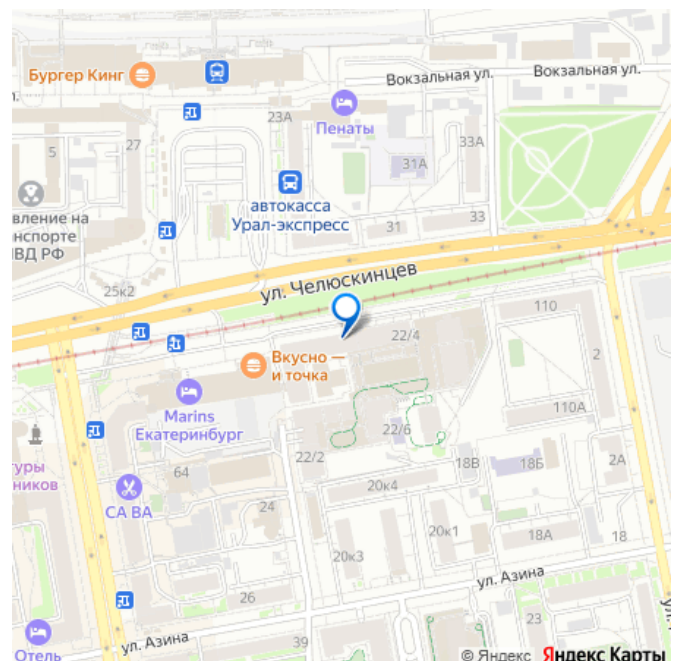 Бургер Кинг
Вокзальная ул.
Вокзальная ул.
л.
23А
Пенаты
5
27
31А
33А
автокасса
Урал-экспресс
вление на
нспорте
ВД РФ
31
33
25к2
ул. Челюскинцев
110
22/4
2
Вкусно —
и точка
Marins
Екатеринбург
110А
22/6
туры
ников
64
22/2
18В
18Б
2А
СА ВА
20к4
24
20к1
18А
18
20к3
ул. Азина
26
23
ул. Азина
39
Отель
© Яндекс Яндекс Карты